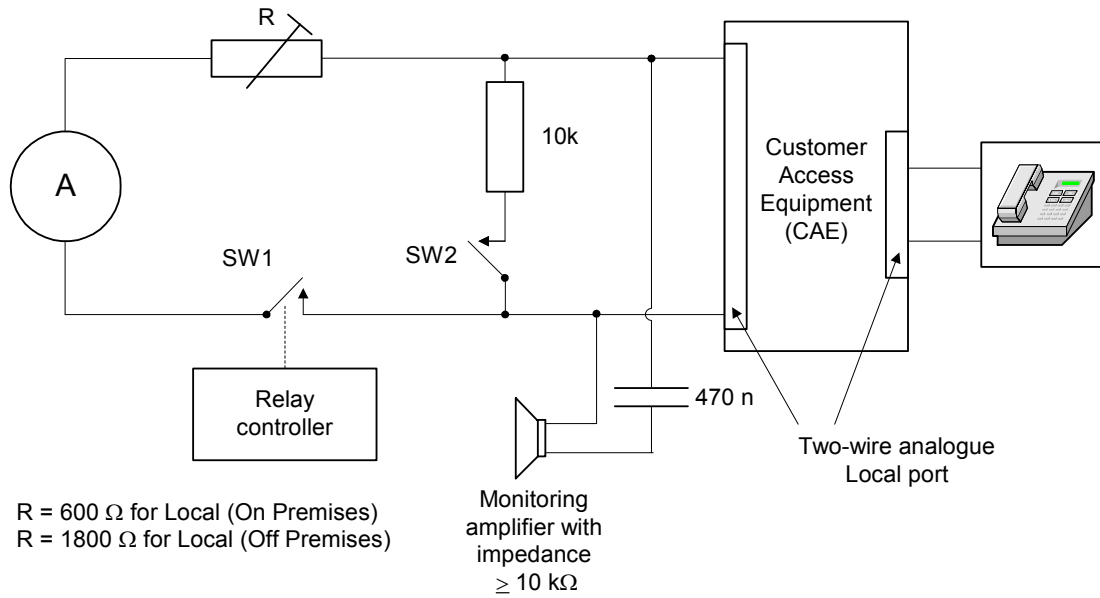 R
10k
A
SW1
SW2
Customer
Access
Equipment
(CAE)
Relay
controller
470 n
Two-wire analogue
Local port
Monitoring
amplifier with
impedance
≥ 10 kΩ
R = 600 Ω for Local (On Premises)
R = 1800 Ω for Local (Off Premises)